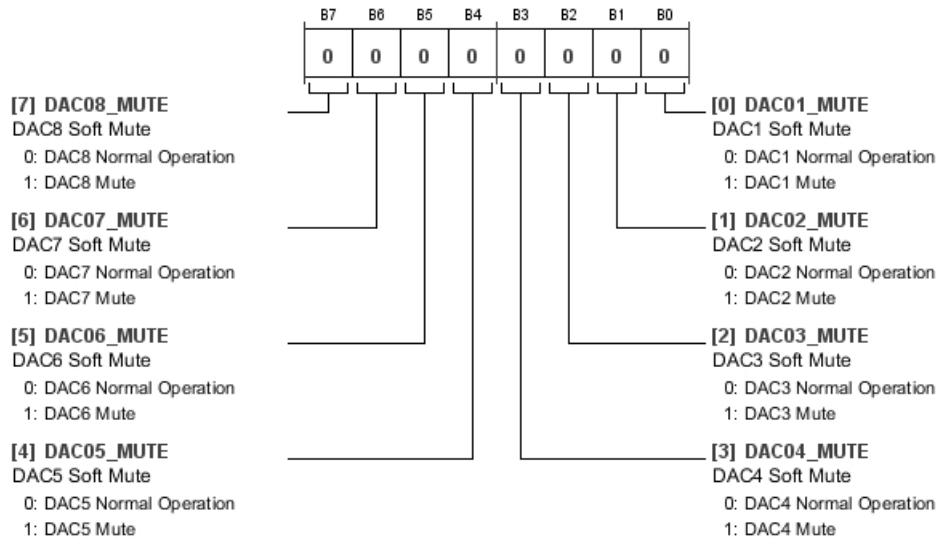 B7 B6 B5 B4 B3 B2 B1 B0
0 0 0 0 0 0 0 0
[7] DAC08_MUTE
DAC8 Soft Mute
0: DAC8 Normal Operation
1: DAC8 Mute
[6] DAC07_MUTE
DAC7 Soft Mute
0: DAC7 Normal Operation
1: DAC7 Mute
[5] DAC06_MUTE
DAC6 Soft Mute
0: DAC6 Normal Operation
1: DAC6 Mute
[4] DAC05_MUTE
DAC5 Soft Mute
0: DAC5 Normal Operation
1: DAC5 Mute
[0] DAC01_MUTE
DAC1 Soft Mute
0: DAC1 Normal Operation
1: DAC1 Mute
[1] DAC02_MUTE
DAC2 Soft Mute
0: DAC2 Normal Operation
1: DAC2 Mute
[2] DAC03_MUTE
DAC3 Soft Mute
0: DAC3 Normal Operation
1: DAC3 Mute
[3] DAC04_MUTE
DAC4 Soft Mute
0: DAC4 Normal Operation
1: DAC4 Mute